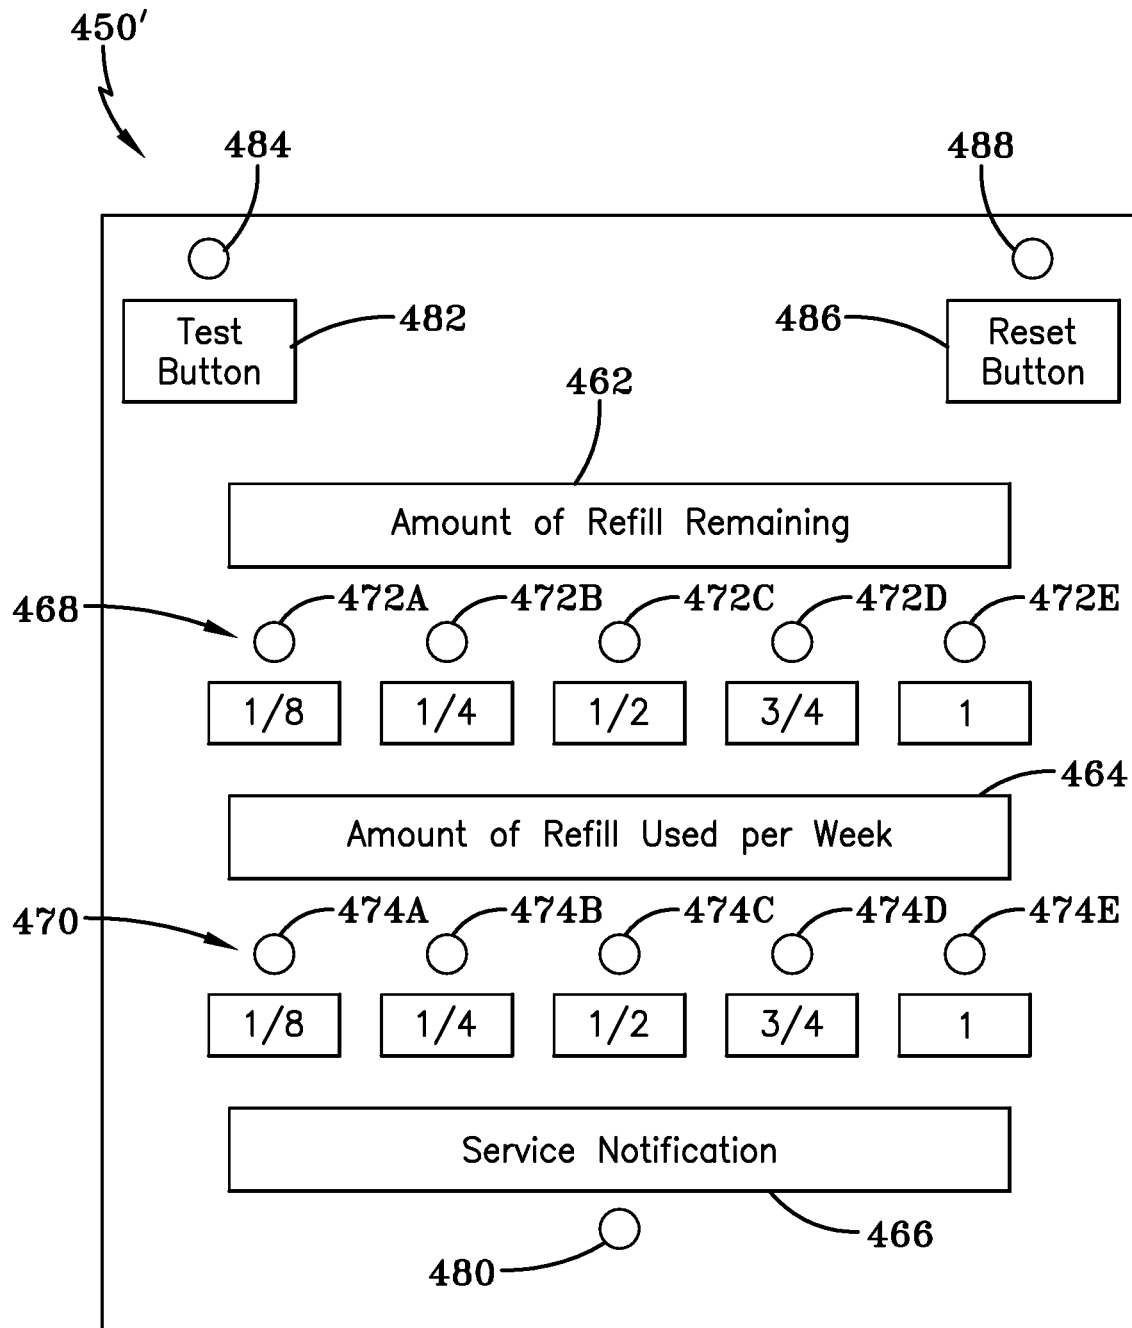 450'
484
488
Test
Button
482
486
Reset
Button
462
Amount of Refill Remaining
468
472A 472B 472C 472D 472E
1/8 1/4 1/2 3/4 1
464
Amount of Refill Used per Week
470
474A 474B 474C 474D 474E
1/8 1/4 1/2 3/4 1
Service Notification
466
480